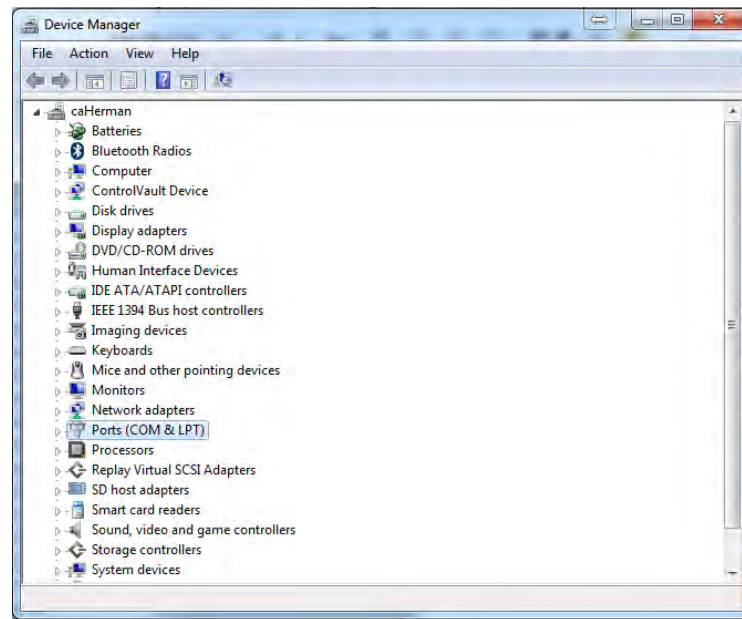 Device Manager
File Action View Help
caHerman
Batteries
Bluetooth Radios
Computer
ControlVault Device
Disk drives
Display adapters
DVD/CD-ROM drives
Human Interface Devices
IDE ATA/ATAPI controllers
IEEE 1394 Bus host controllers
Imaging devices
Keyboards
Mice and other pointing devices
Monitors
Network adapters
Ports (COM & LPT)
Processors
Replay Virtual SCSI Adapters
SD host adapters
Smart card readers
Sound, video and game controllers
Storage controllers
System devices